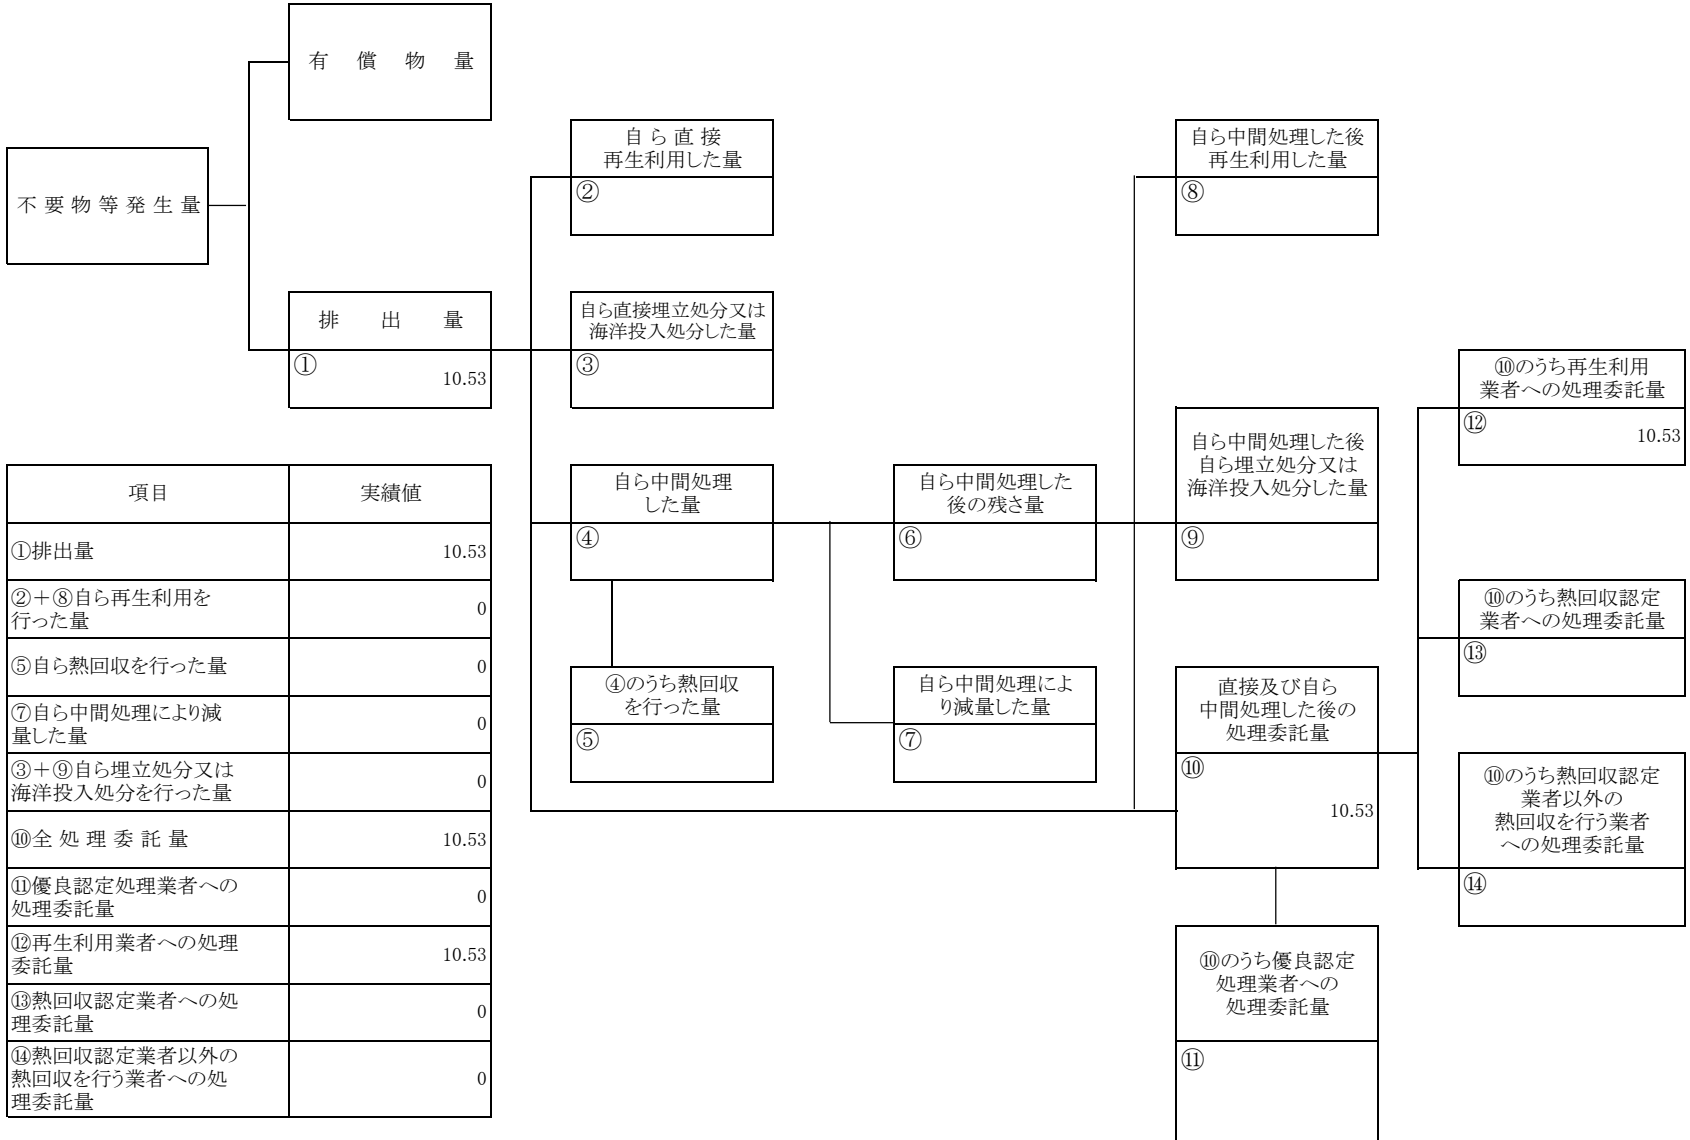 有償物量
不要物等発生量
排出量
①
10.53
自ら直接
再生利用した量
②
自ら直接埋立処分又は
海洋投入処分した量
③
自ら中間処理
した量
④
④のうち熱回収
を行った量
⑤
自ら中間処理した
後の残さ量
⑥
自ら中間処理によ
り減量した量
⑦
自ら中間処理した後
再生利用した量
⑧
自ら中間処理した後
自ら埋立処分又は
海洋投入処分した量
⑨
直接及び自ら
中間処理した後の
処理委託量
⑩
10.53
⑩のうち優良認定
処理業者への
処理委託量
⑪
⑩のうち再生利用
業者への処理委託量
⑫
10.53
⑩のうち熱回収認定
業者への処理委託量
⑬
⑩のうち熱回収認定
業者以外の
熱回収を行う業者
への処理委託量
⑭
項目 実績値
①排出量 10.53
②＋⑧自ら再生利用を
行った量 0
⑤自ら熱回収を行った量 0
⑦自ら中間処理により減
量した量 0
③＋⑨自ら埋立処分又は
海洋投入処分を行った量 0
⑩全処理委託量 10.53
⑪優良認定処理業者への
処理委託量 0
⑫再生利用業者への処理
委託量 10.53
⑬熱回収認定業者への処
理委託量 0
⑭熱回収認定業者以外の
熱回収を行う業者への処
理委託量 0